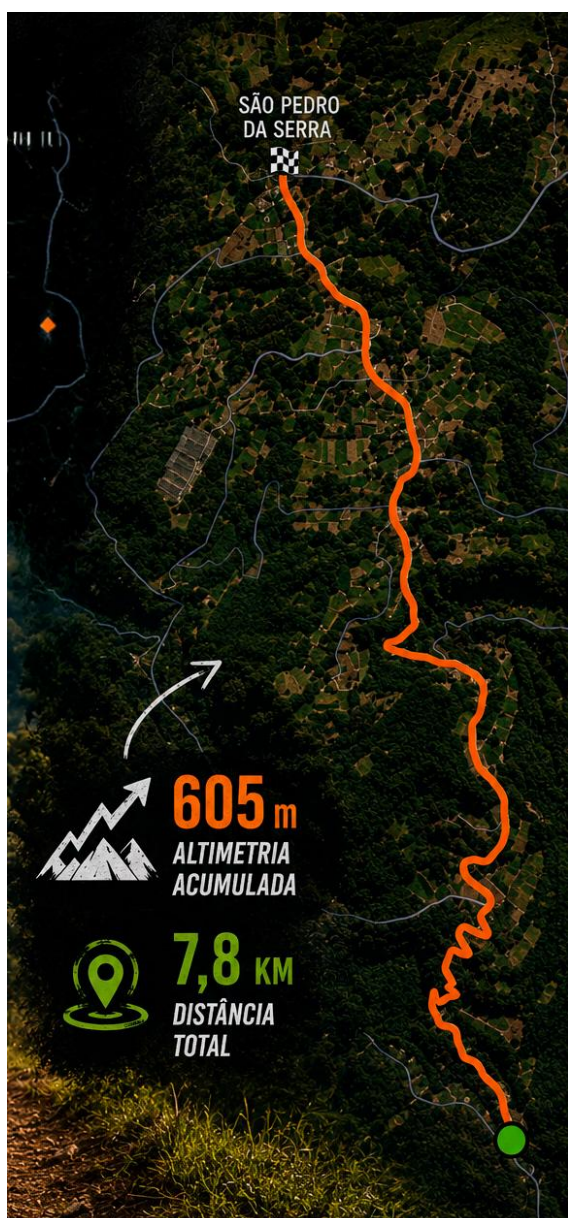 SÃO PEDRO
DA SERRA
605 m
ALTIMETRIA
ACUMULADA
7,8 KM
DISTÂNCIA
TOTAL